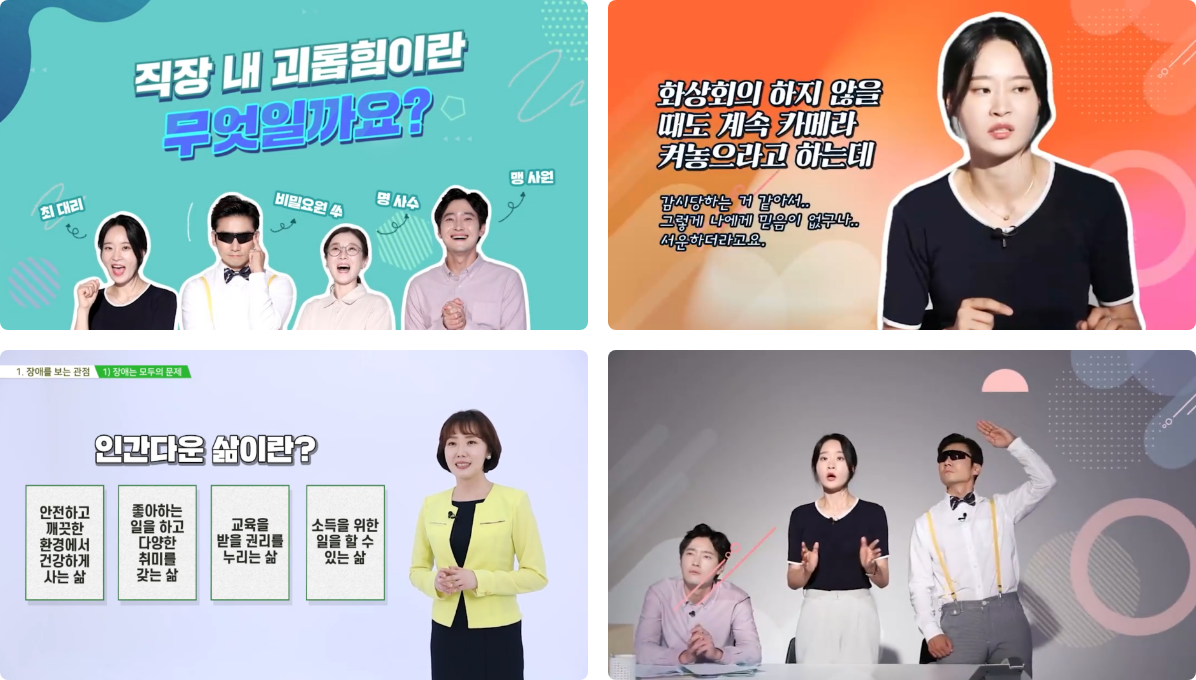 직장 내 괴롭힘이란
무엇일까요?
최 대리
비밀요원 쑤
명 사수
맹 사원
화상회의 하지 않을
때도 계속 카메라
켜놓으라고 하는데
감시당하는 거 같아서..
그렇게 나에게 믿음이 없구나..
서운하더라고요.
1. 장애를 보는 관점
1) 장애는 모두의 문제
인간다운 삶이란?
안전하고
깨끗한
환경에서
건강하게
사는 삶
좋아하는
일을 하고
다양한
취미를
갖는 삶
교육을
받을 권리를
누리는 삶
소득을 위한
일을 할 수
있는 삶